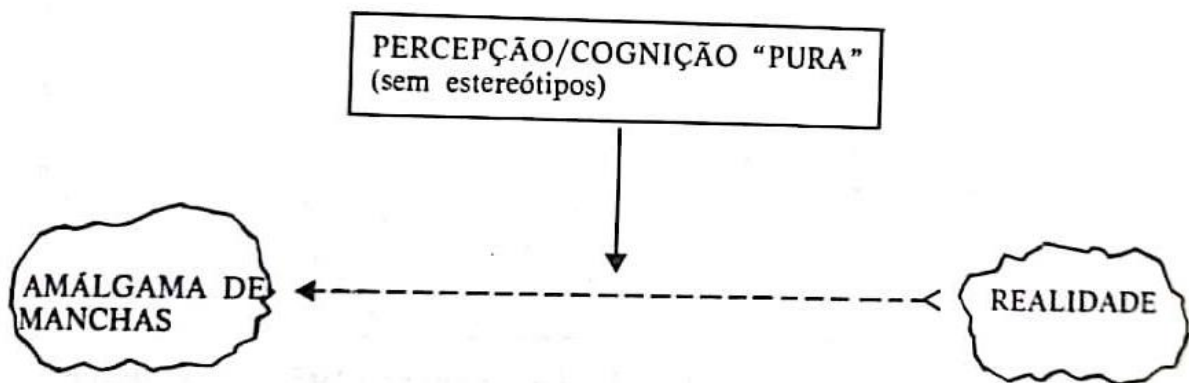 PERCEPÇÃO/COGNIÇÃO “PURA”
(sem estereótipos)
AMÁLGAMA DE
MANCHAS
REALIDADE